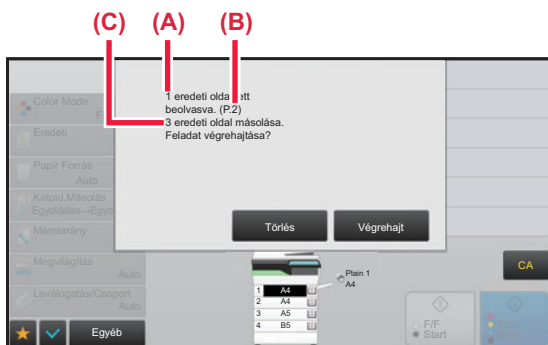 (C) (A) (B)
1 eredeti olda ett
beolvasva. (P.2)
3 eredeti oldal másolása.
Feladat végrehajtása?
Törlés Végrehajt
Color Mode
Eredeti
Papír Forrás
Auto
Kétold.Másolás
Egyoldalas→Egyo
Méretarány
Megvilágítás
Auto
Leválogatás/Csoport
Auto
Egyéb
Plain 1
A4
1 A4
2 A4
3 A5
4 B5
CA
F/F
Start